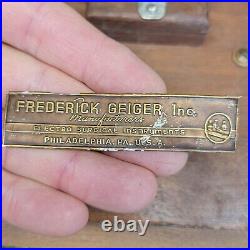 FREDERICK GEIGER, Inc.
Manufacturers
ELECTRO SURGICAL INSTRUMENTS
PHILADELPHIA, PA., U.S.A.